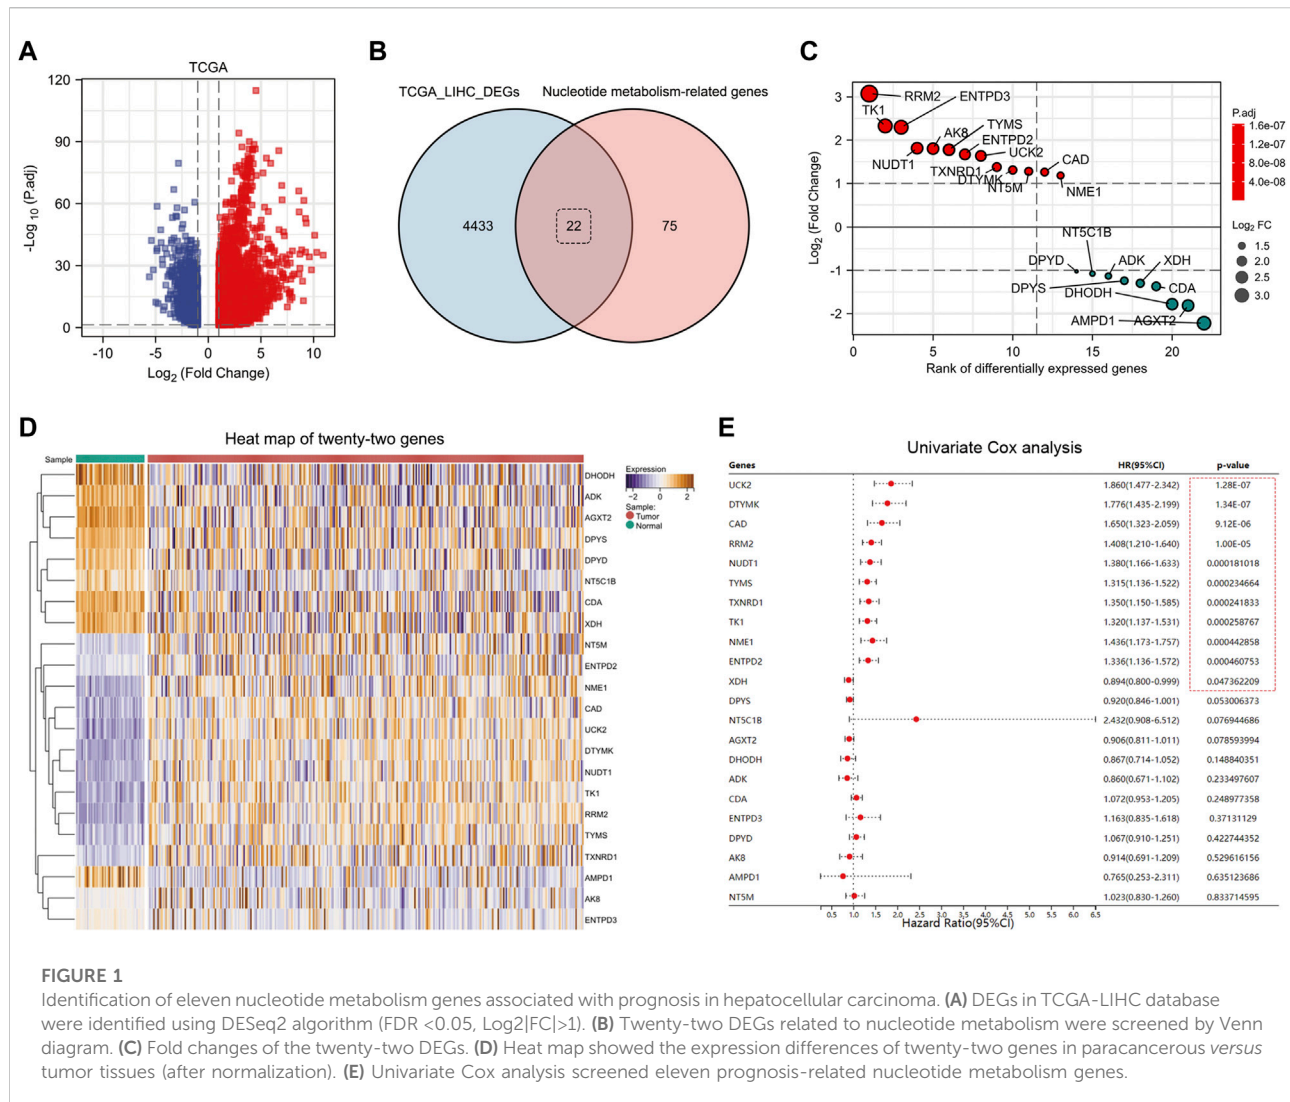 A
TCGA
-Log 10 (P.adj)
120
90
60
30
0
-10
-5
0
5
10
Log2 (Fold Change)
B
TCGA_LIHC_DEGs
Nucleotide metabolism-related genes
4433
22
75
C
Log2 (Fold Change)
3
2
1
0
-1
-2
RRM2
ENTPD3
TK1
AK8
TYMS
ENTPD2
NUDT1
UCK2
TXNRD1
CAD
DTYMK
NT5M
NME1
NT5C1B
DPYD
ADK
XDH
DPYS
CDA
DHODH
AMPD1
AGXT2
0
5
10
15
20
Rank of differentially expressed genes
P.adj
1.6e-07
1.2e-07
8.0e-08
4.0e-08
Log2 FC
1.5
2.0
2.5
3.0
D
Heat map of twenty-two genes
Sample
DHODH
ADK
AGXT2
DPYS
DPYD
NT5C1B
CDA
XDH
NT5M
ENTPD2
NME1
CAD
UCK2
DTYMK
NUDT1
TK1
RRM2
TYMS
TXNRD1
AMPD1
AK8
ENTPD3
Expression
−2 0 2
Sample:
Tumor
Normal
E
Univariate Cox analysis
Genes HR(95%CI) p-value
UCK2 1.860(1.477-2.342) 1.28E-07
DTYMK 1.776(1.435-2.199) 1.34E-07
CAD 1.650(1.323-2.059) 9.12E-06
RRM2 1.408(1.210-1.640) 1.00E-05
NUDT1 1.380(1.166-1.633) 0.000181018
TYMS 1.315(1.136-1.522) 0.000234664
TXNRD1 1.350(1.150-1.585) 0.000241833
TK1 1.320(1.137-1.531) 0.000258767
NME1 1.436(1.173-1.757) 0.000442858
ENTPD2 1.336(1.136-1.572) 0.000460753
XDH 0.894(0.800-0.999) 0.047362209
DPYS 0.920(0.846-1.001) 0.053006373
NT5C1B 2.432(0.908-6.512) 0.076944686
AGXT2 0.906(0.811-1.011) 0.078593994
DHODH 0.867(0.714-1.052) 0.148840351
ADK 0.860(0.671-1.102) 0.233497607
CDA 1.072(0.953-1.205) 0.248977358
ENTPD3 1.163(0.835-1.618) 0.37131129
DPYD 1.067(0.910-1.251) 0.422744352
AK8 0.914(0.691-1.209) 0.529616156
AMPD1 0.765(0.253-2.311) 0.635123686
NT5M 1.023(0.830-1.260) 0.833714595
0.5 1.0 1.5 2.0 2.5 3.0 3.5 4.0 4.5 5.0 5.5 6.0 6.5
Hazard Ratio(95%CI)
FIGURE 1
Identification of eleven nucleotide metabolism genes associated with prognosis in hepatocellular carcinoma. (A) DEGs in TCGA-LIHC database
were identified using DESeq2 algorithm (FDR <0.05, Log2|FC|>1). (B) Twenty-two DEGs related to nucleotide metabolism were screened by Venn
diagram. (C) Fold changes of the twenty-two DEGs. (D) Heat map showed the expression differences of twenty-two genes in paracancerous versus
tumor tissues (after normalization). (E) Univariate Cox analysis screened eleven prognosis-related nucleotide metabolism genes.